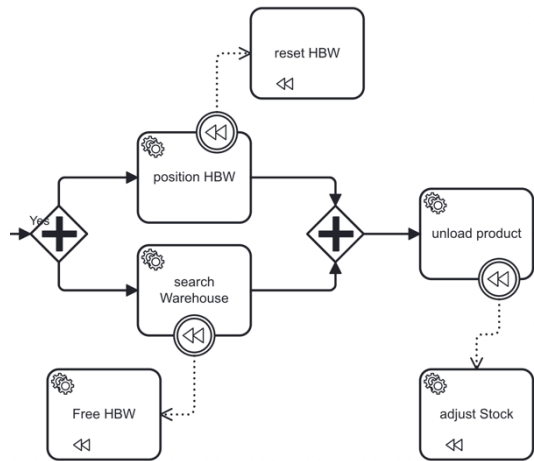 reset HBW
position HBW
Yes
unload product
search
Warehouse
Free HBW
adjust Stock